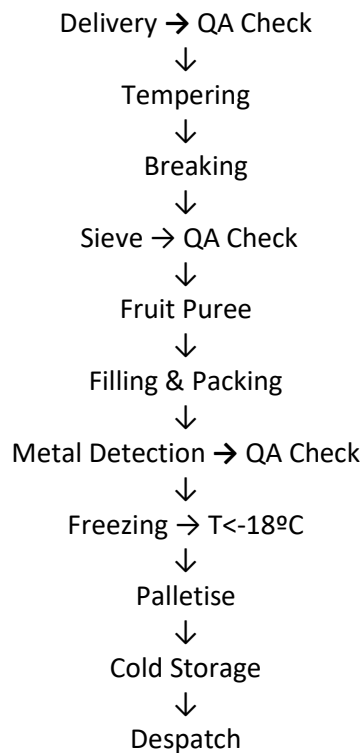 Delivery → QA Check
↓
Tempering
↓
Breaking
↓
Sieve → QA Check
↓
Fruit Puree
↓
Filling & Packing
↓
Metal Detection → QA Check
↓
Freezing → T<-18ºC
↓
Palletise
↓
Cold Storage
↓
Despatch